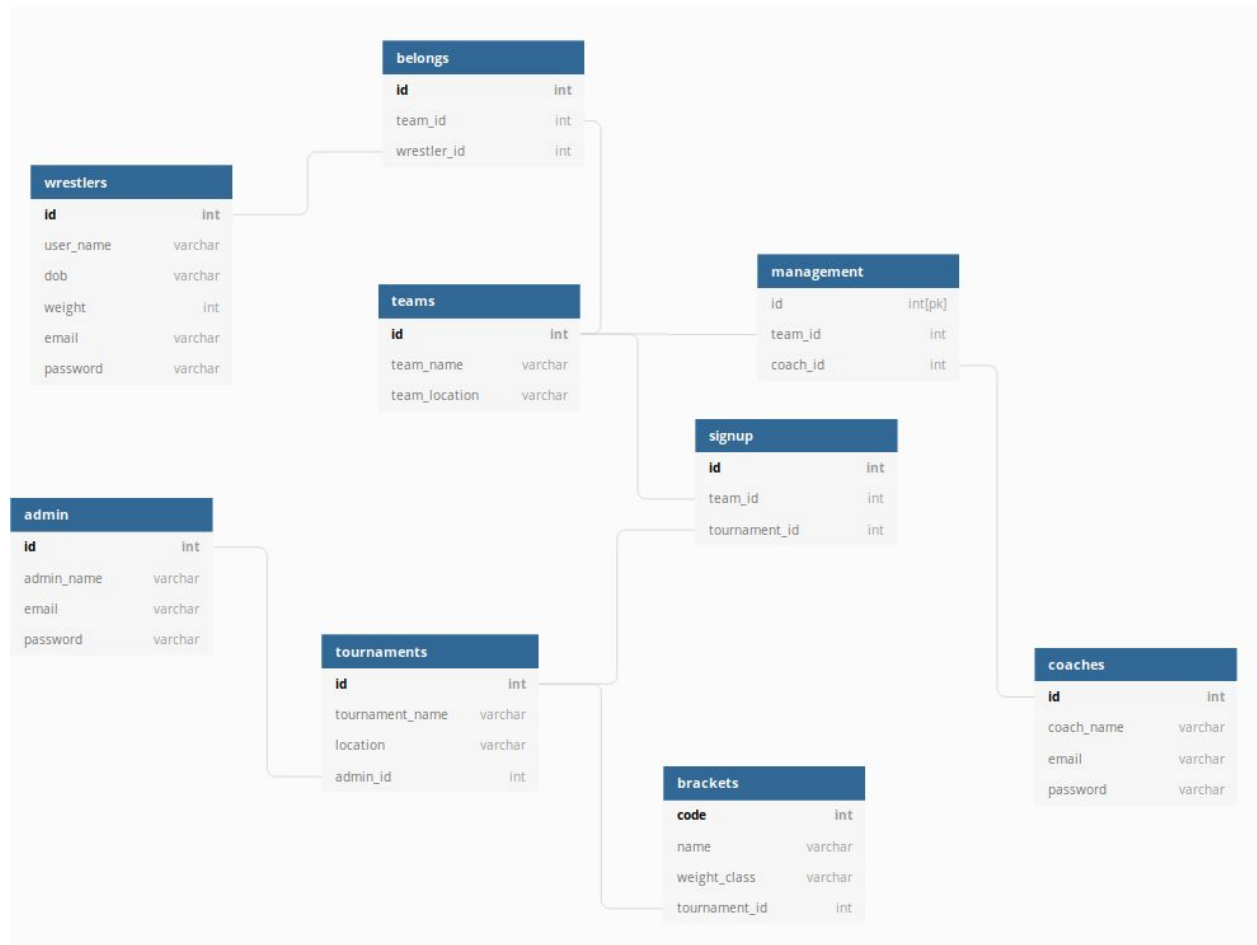 belongs
id int
team_id int
wrestler_id int
wrestlers
id int
user_name varchar
dob varchar
weight int
email varchar
password varchar
teams
id int
team_name varchar
team_location varchar
management
id int[pk]
team_id int
coach_id int
signup
id int
team_id int
tournament_id int
admin
id int
admin_name varchar
email varchar
password varchar
tournaments
id int
tournament_name varchar
location varchar
admin_id int
coaches
id int
coach_name varchar
email varchar
password varchar
brackets
code int
name varchar
weight_class varchar
tournament_id int